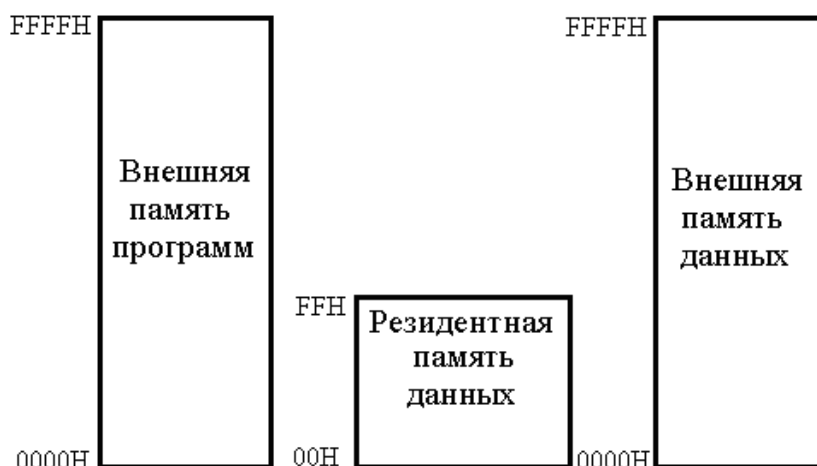 FFFFH
Внешняя
память
программ
0000H
FFH
Резидентная
память
данных
00H
FFFFH
Внешняя
память
данных
0000H